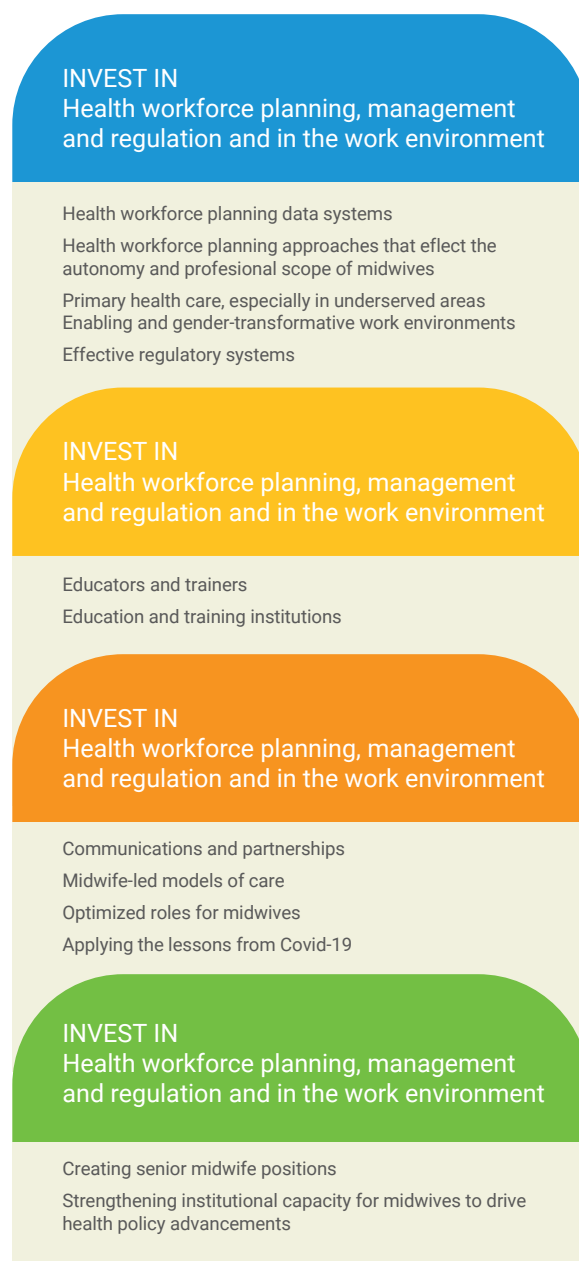 INVEST IN
Health workforce planning, management
and regulation and in the work environment
Health workforce planning data systems
Health workforce planning approaches that eflect the
autonomy and profesional scope of midwives
Primary health care, especially in underserved areas
Enabling and gender-transformative work environments
Effective regulatory systems
INVEST IN
Health workforce planning, management
and regulation and in the work environment
Educators and trainers
Education and training institutions
INVEST IN
Health workforce planning, management
and regulation and in the work environment
Communications and partnerships
Midwife-led models of care
Optimized roles for midwives
Applying the lessons from Covid-19
INVEST IN
Health workforce planning, management
and regulation and in the work environment
Creating senior midwife positions
Strengthening institutional capacity for midwives to drive
health policy advancements